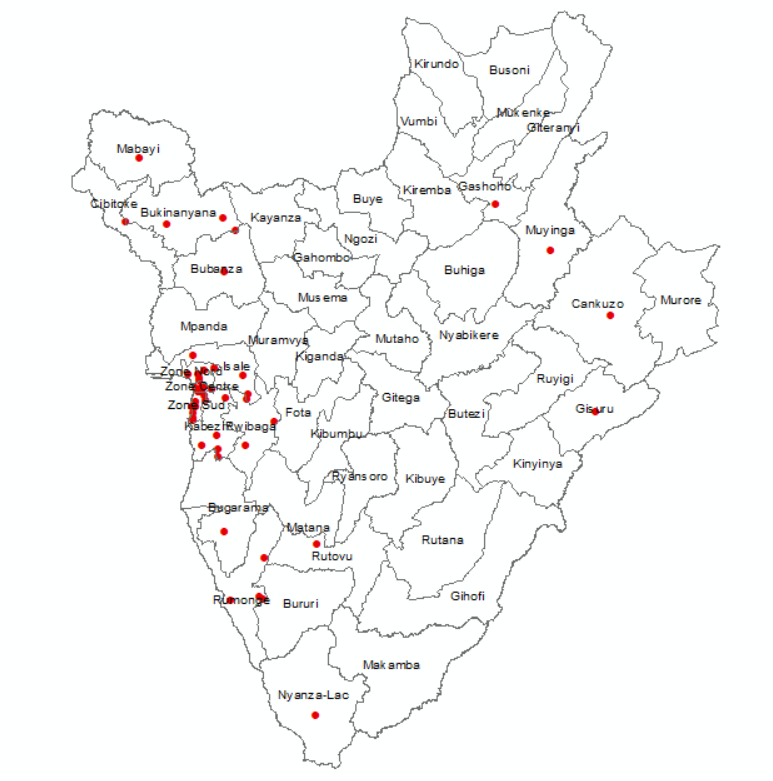 Kirundo
Busoni
Mukenke
Vumbi
Giteranyi
Mabayi
Kiremba
Gashoho
Buye
Cibitoke
Bukinanyana
Kayanza
Muyinga
Ngozi
Gahombo
Bubanza
Buhiga
Musema
Cankuzo
Murore
Mpanda
Muramvya
Mutaho
Nyabikere
Kiganda
Isale
Zone Nord
Zone Centre
Ruyigi
Gitega
Zone Sud
Gisuru
Fota
Butezi
Kabezi
Rwibaga
Kibumbu
Kinyinya
Ryansoro
Kibuye
Bugarama
Matana
Rutana
Rutovu
Gihofi
Rumonge
Bururi
Makamba
Nyanza-Lac